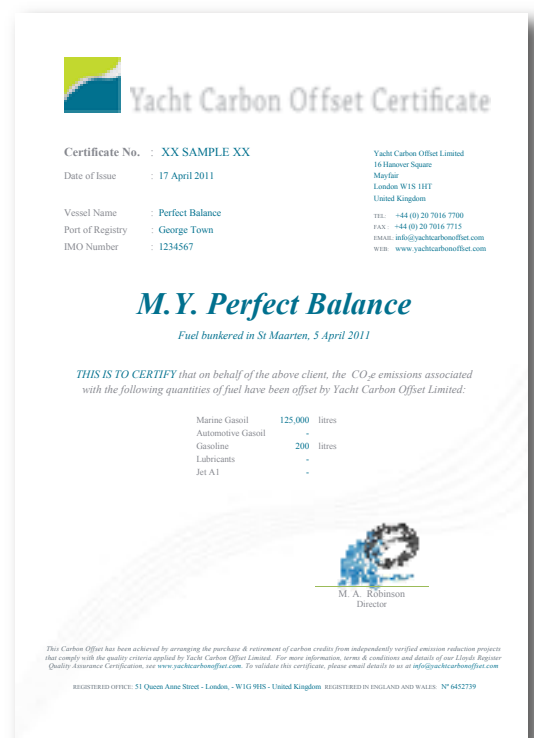 Yacht Carbon Offset Certificate
Certificate No. : XX SAMPLE XX
Date of Issue : 17 April 2011
Vessel Name : Perfect Balance
Port of Registry : George Town
IMO Number : 1234567
Yacht Carbon Offset Limited
16 Hanover Square
Mayfair
London W1S 1HT
United Kingdom
TEL: +44 (0) 20 7016 7700
FAX : +44 (0) 20 7016 7715
EMAIL: info@yachtcarbonoffset.com
WEB: www.yachtcarbonoffset.com
M.Y. Perfect Balance
Fuel bunkered in St Maarten, 5 April 2011
THIS IS TO CERTIFY that on behalf of the above client, the CO₂e emissions associated
with the following quantities of fuel have been offset by Yacht Carbon Offset Limited:
Marine Gasoil 125,000 litres
Automotive Gasoil -
Gasoline 200 litres
Lubricants -
Jet A1 -
M. A. Robinson
Director
This Carbon Offset has been achieved by arranging the purchase & retirement of carbon credits from independently verified emission reduction projects
that comply with the quality criteria applied by Yacht Carbon Offset Limited. For more information, terms & conditions and details of our Lloyds Register
Quality Assurance Certification, see www.yachtcarbonoffset.com. To validate this certificate, please email details to us at info@yachtcarbonoffset.com
REGISTERED OFFICE: 51 Queen Anne Street - London, - W1G 9HS - United Kingdom REGISTERED IN ENGLAND AND WALES: Nº 6452739